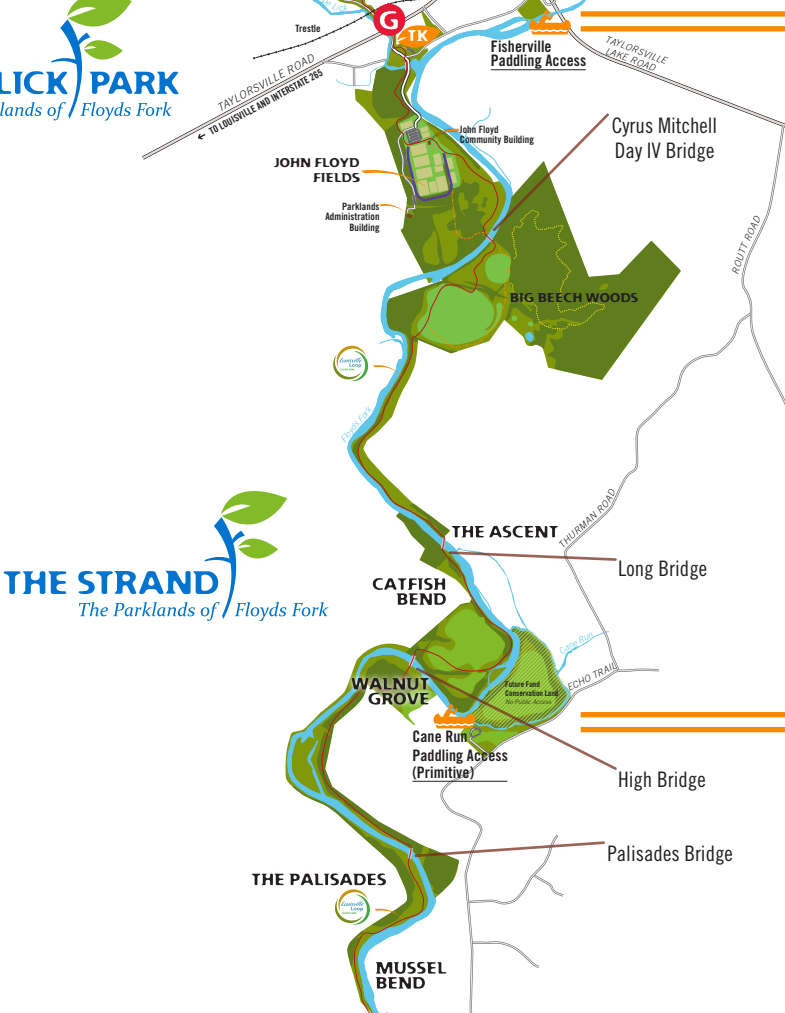 Trestle
G
TK
Fisherville
Paddling Access
TAYLORSVILLE
LAKE ROAD
TAYLORSVILLE ROAD
TO LOUISVILLE AND INTERSTATE 265
LICK PARK
lands of Floyds Fork
John Floyd
Community Building
Cyrus Mitchell
Day IV Bridge
JOHN FLOYD
FIELDS
Parklands
Administration
Building
ROUTT ROAD
BIG BEECH WOODS
Louisville
Loop
Floyds Fork
THURMAN ROAD
THE ASCENT
Long Bridge
THE STRAND
The Parklands of Floyds Fork
CATFISH
BEND
Cane Run
ECHO TRAIL
WALNUT
GROVE
Future Fund
Conservation Land
No Public Access
Cane Run
Paddling Access
(Primitive)
High Bridge
Palisades Bridge
THE PALISADES
Louisville
Loop
MUSSEL
BEND